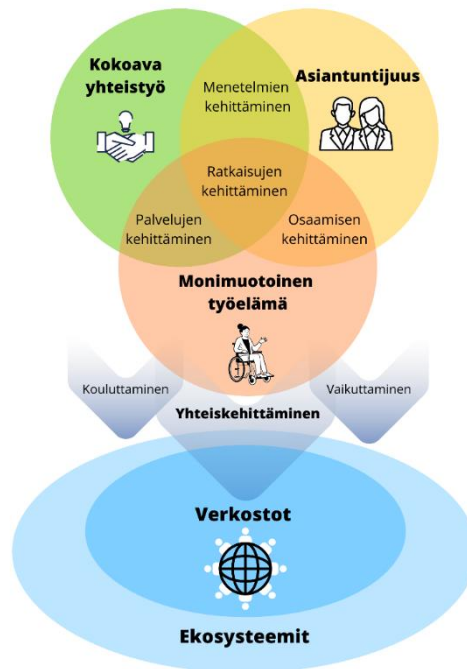 Kokoava
yhteistyö
Asiantuntijuus
Menetelmien
kehittäminen
Ratkaisujen
kehittäminen
Palvelujen
kehittäminen
Osaamisen
kehittäminen
Monimuotoinen
työelämä
Kouluttaminen
Yhteiskehittäminen
Vaikuttaminen
Verkostot
Ekosysteemit